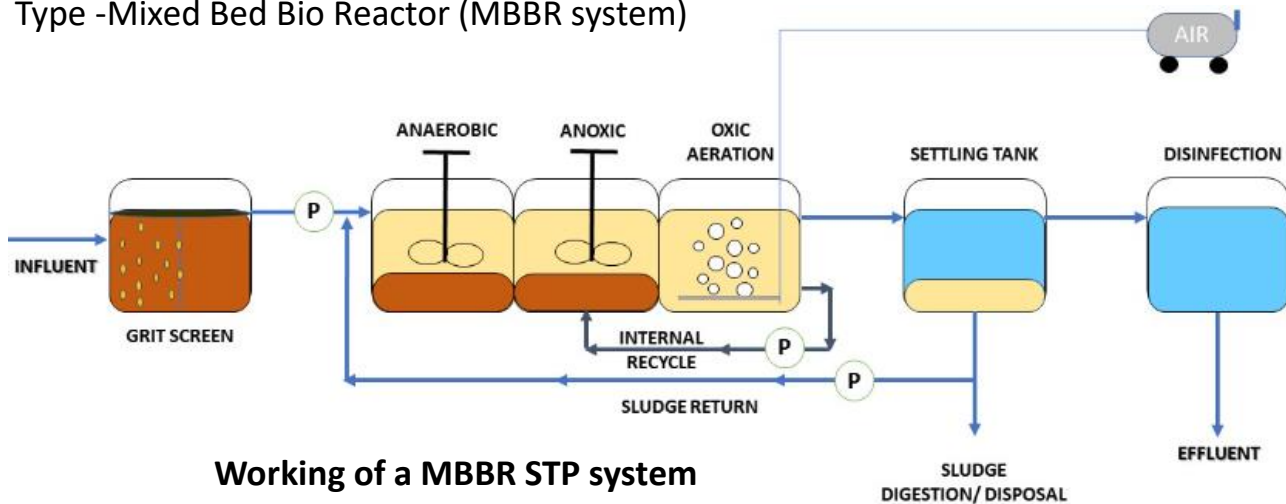 Type -Mixed Bed Bio Reactor (MBBR system)
AIR
ANAEROBIC
ANOXIC
OXIC
AERATION
SETTLING TANK
DISINFECTION
P
INFLUENT
GRIT SCREEN
INTERNAL
RECYCLE
P
P
SLUDGE RETURN
EFFLUENT
Working of a MBBR STP system
SLUDGE
DIGESTION/ DISPOSAL